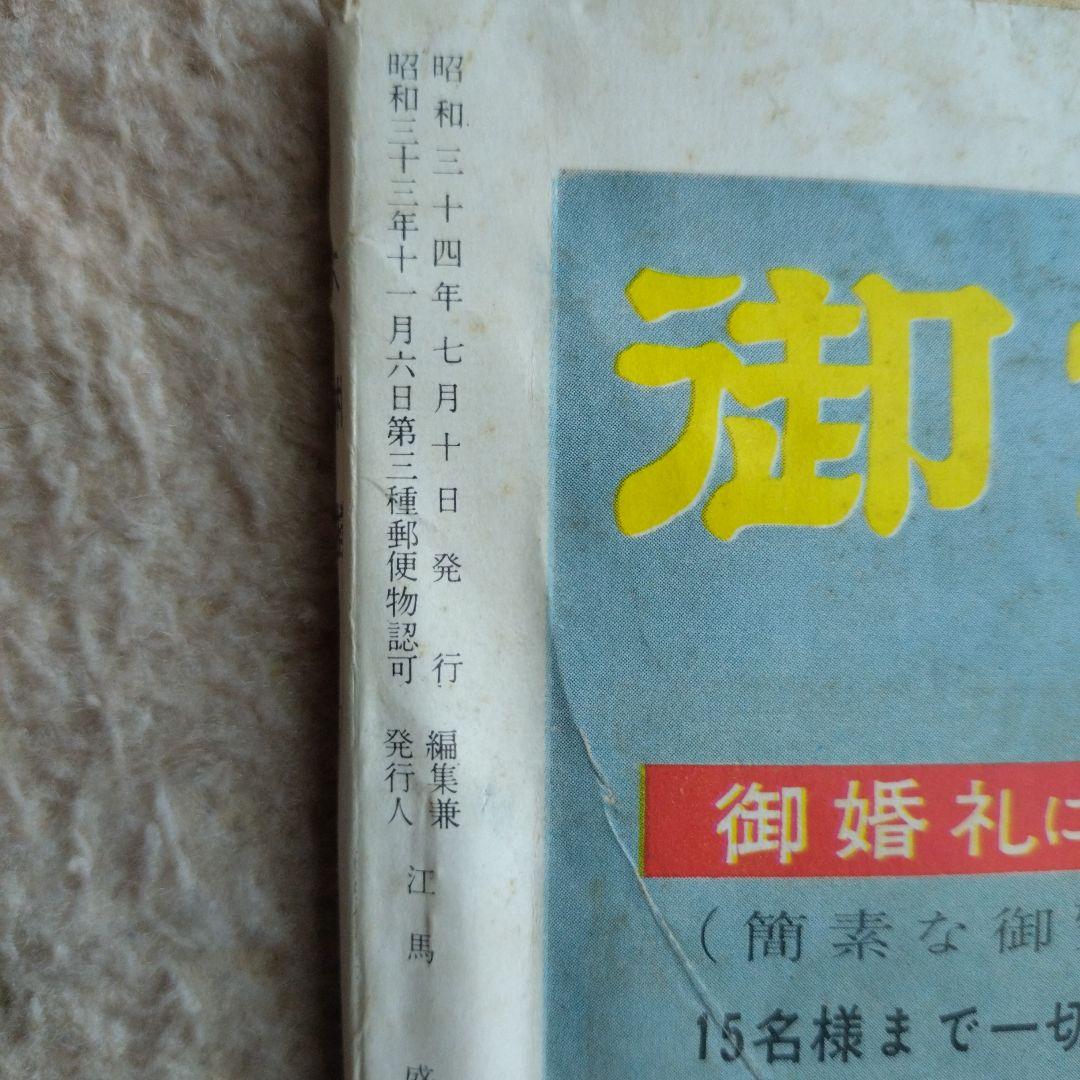 昭和三十四年七月十日発行
昭和三十三年十一月六日第三種郵便物認可
編集兼
発行人
江馬
御
御婚礼に
(簡素な御
15名様まで一切